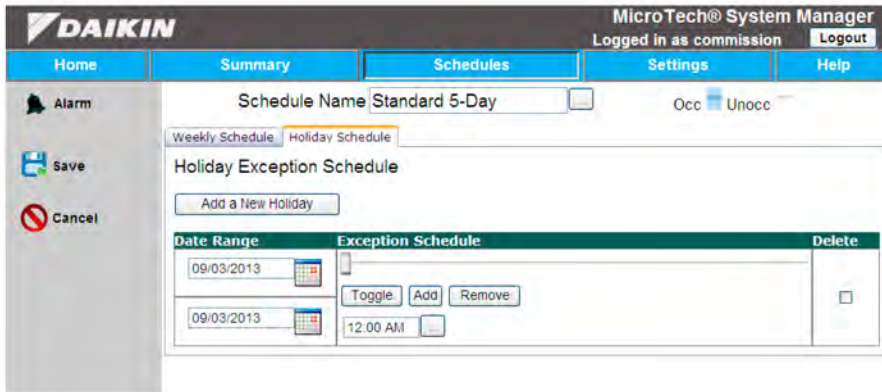 DAIKIN
MicroTech® System Manager
Logged in as commission Logout
Home Summary Schedules Settings Help
Alarm
Schedule Name Standard 5-Day ... Occ Unocc
Weekly Schedule Holiday Schedule
Save
Holiday Exception Schedule
Add a New Holiday
Cancel
Date Range Exception Schedule Delete
09/03/2013
Toggle Add Remove
09/03/2013
12:00 AM ...